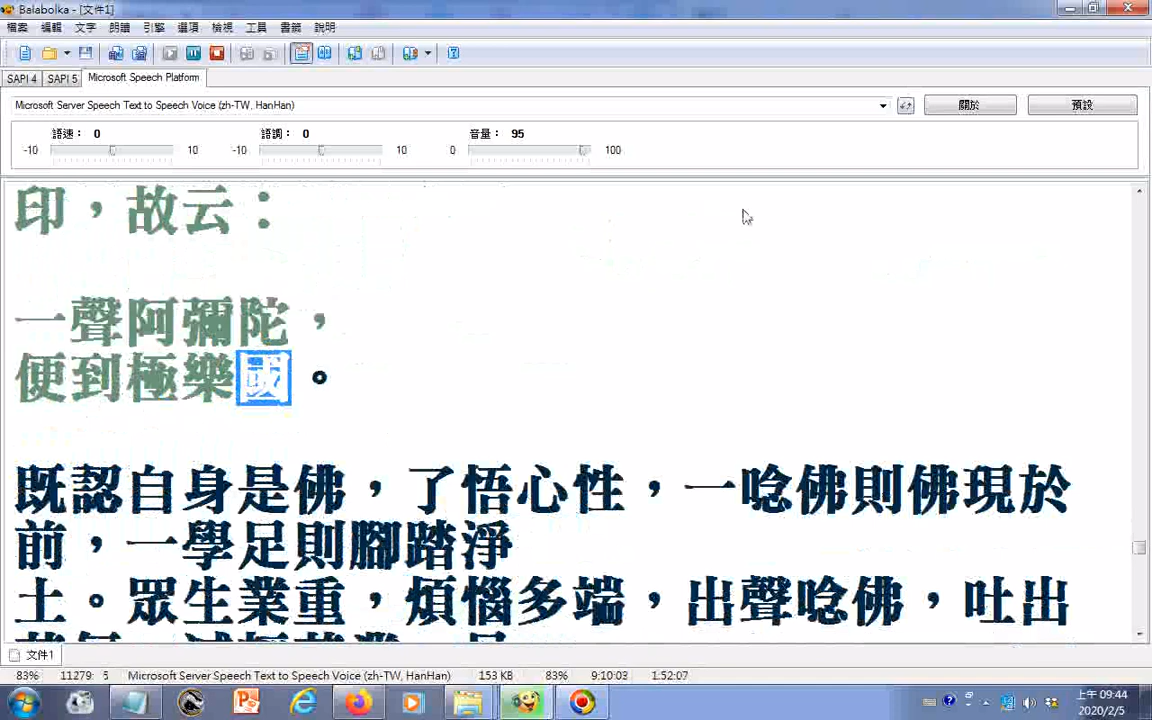 Balabolka - [文件1]
檔案 編輯 文字 朗讀 引擎 選項 檢視 工具 書籤 說明
SAPI 4 SAPI 5 Microsoft Speech Platform
Microsoft Server Speech Text to Speech Voice (zh-TW, HanHan) 關於 預設
語速： 0 語調： 0 音量： 95
-10 10 -10 10 0 100
印，故云：
一聲阿彌陀，
便到極樂國。
既認自身是佛，了悟心性，一唸佛則佛現於
前，一學足則腳踏淨
土。眾生業重，煩惱多端，出聲唸佛，吐出
文件1
83% 11279: 5 Microsoft Server Speech Text to Speech Voice (zh-TW, HanHan) 153 KB 83% 9:10:03 1:52:07
上午 09:44
2020/2/5